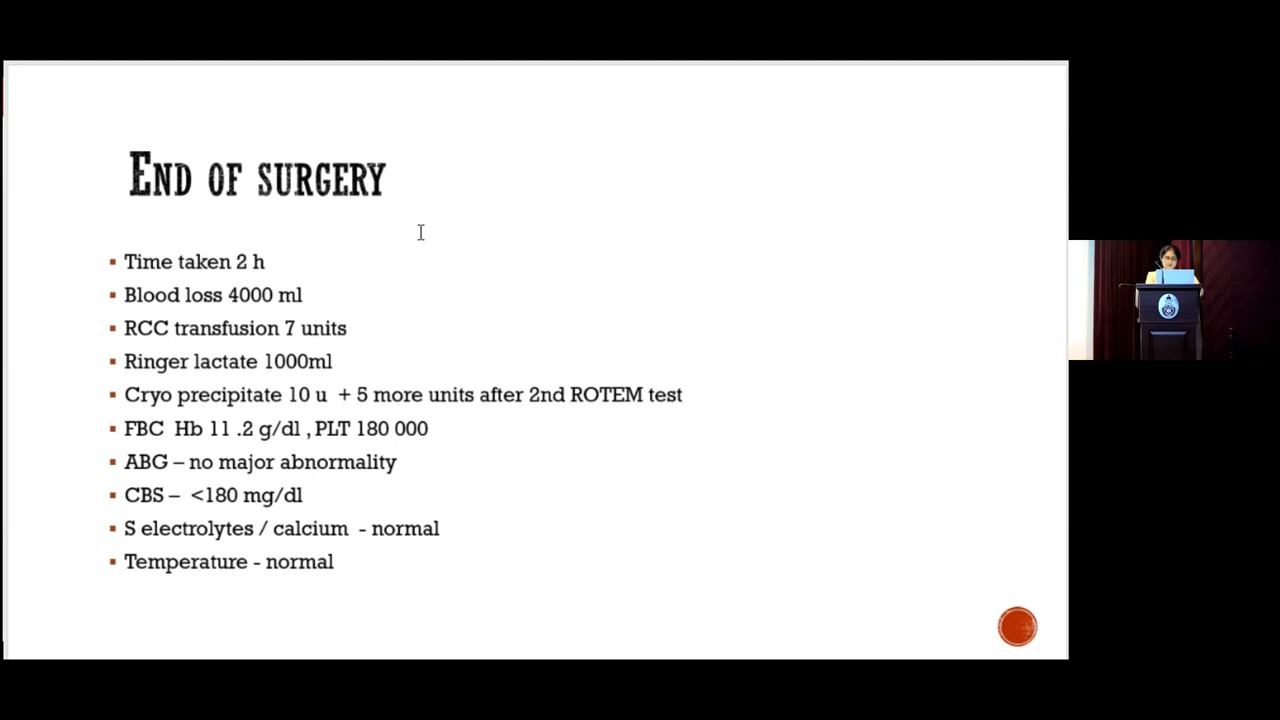 End of surgery
Time taken 2 h
Blood loss 4000 ml
RCC transfusion 7 units
Ringer lactate 1000ml
Cryo precipitate 10 u + 5 more units after 2nd ROTEM test
FBC Hb 11 .2 g/dl , PLT 180 000
ABG – no major abnormality
CBS – <180 mg/dl
S electrolytes / calcium - normal
Temperature - normal